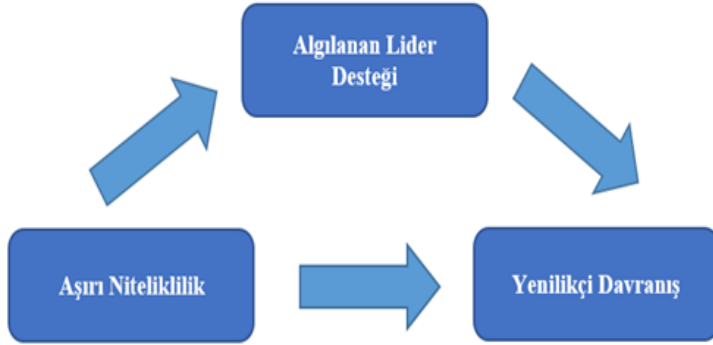 Algılanan Lider
Desteği
Aşırı Niteliklilik
Yenilikçi Davranış